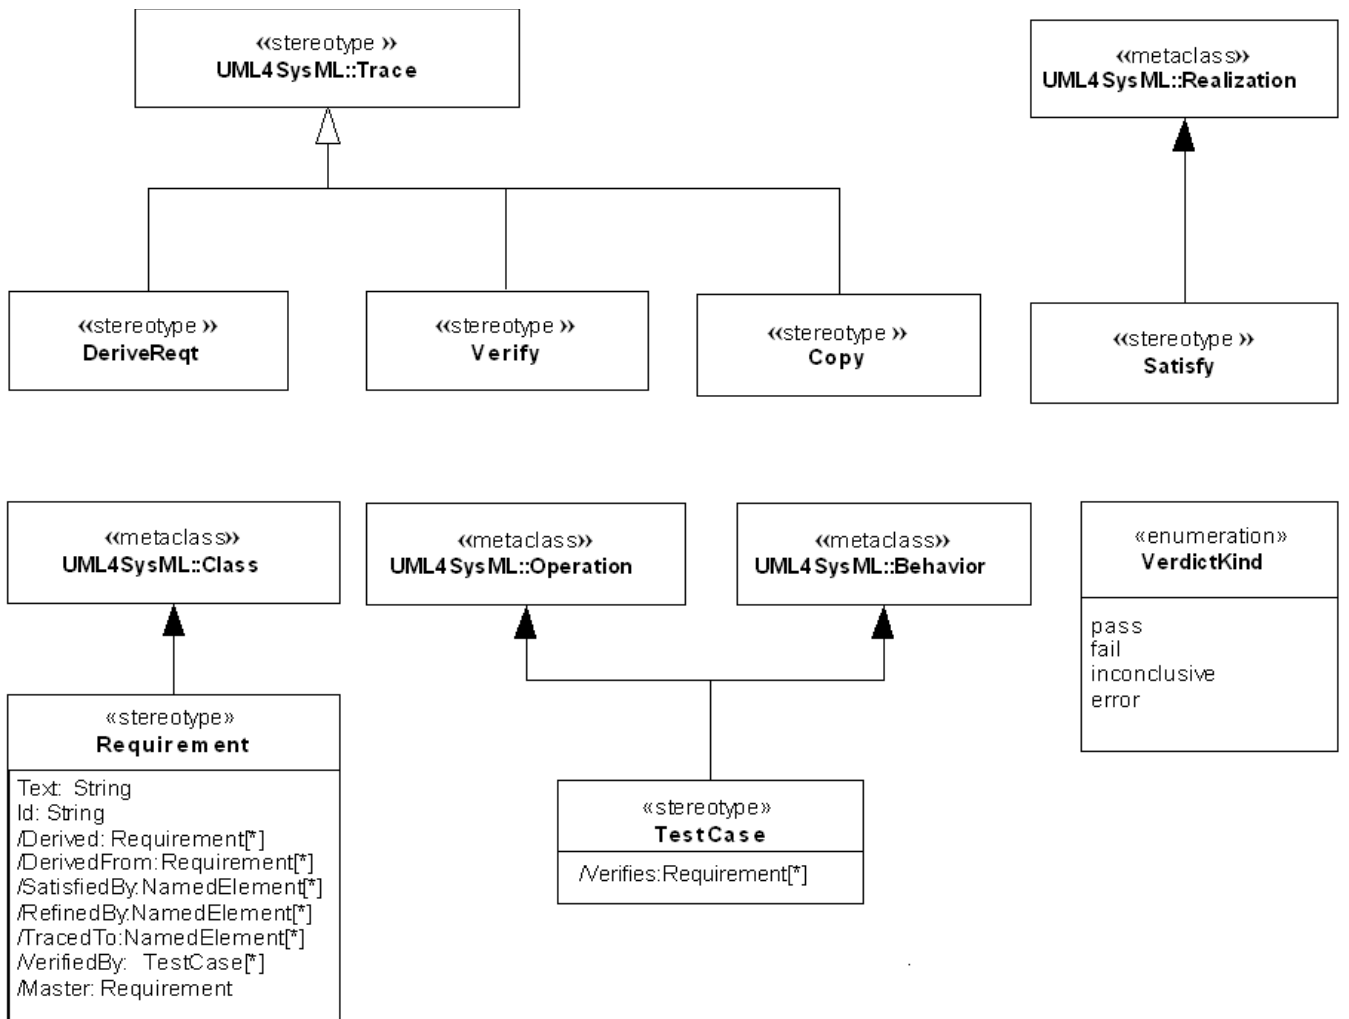 «stereotype »
UML4SysML::Trace
«metaclass»
UML4SysML::Realization
«stereotype »
DeriveReqt
«stereotype »
Verify
«stereotype »
Copy
«stereotype »
Satisfy
«metaclass»
UML4SysML::Class
«metaclass»
UML4SysML::Operation
«metaclass»
UML4SysML::Behavior
«enumeration»
VerdictKind
pass
fail
inconclusive
error
«stereotype»
Requirement
Text: String
Id: String
/Derived: Requirement[*]
/DerivedFrom: Requirement[*]
/SatisfiedBy:NamedElement[*]
/RefinedBy:NamedElement[*]
/TracedTo:NamedElement[*]
/VerifiedBy: TestCase[*]
/Master: Requirement
«stereotype»
TestCase
/Verifies:Requirement[*]